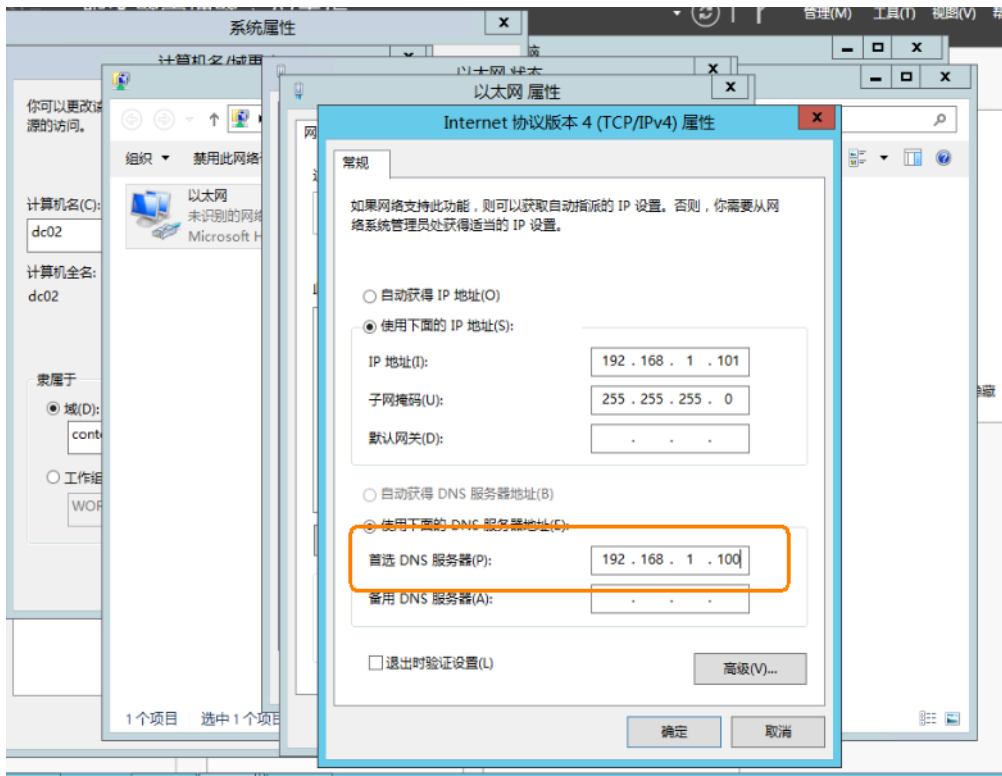 管理(M) 工具(T) 视图(V)
系统属性
计算机名/域更
以太网 状态
以太网 属性
Internet 协议版本 4 (TCP/IPv4) 属性
你可以更改
源的访问。
组织 禁用此网络
常规
以太网
未识别的网络
Microsoft H
计算机名(C):
dc02
计算机全名:
dc02
如果网络支持此功能，则可以获取自动指派的 IP 设置。否则，你需要从网
络系统管理员处获得适当的 IP 设置。
自动获得 IP 地址(O)
使用下面的 IP 地址(S):
IP 地址(I): 192 . 168 . 1 . 101
子网掩码(U): 255 . 255 . 255 . 0
默认网关(D): . . .
隶属于
域(D):
conto
工作组
WOR
自动获得 DNS 服务器地址(B)
使用下面的 DNS 服务器地址(E):
首选 DNS 服务器(P): 192 . 168 . 1 . 100
备用 DNS 服务器(A): . . .
退出时验证设置(L)
高级(V)...
1 个项目 选中 1 个项目
确定 取消